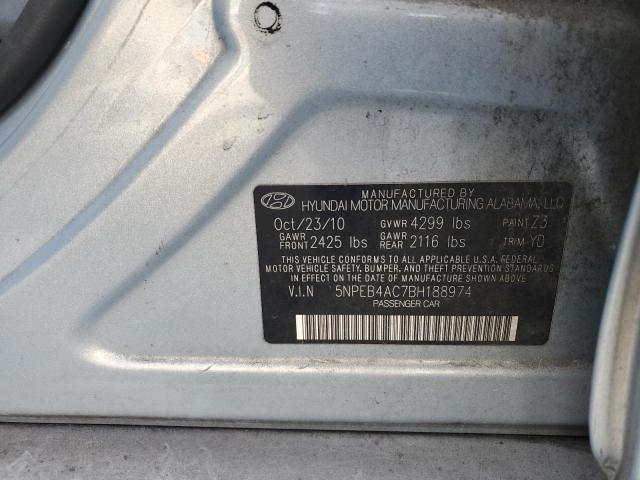 MANUFACTURED BY
HYUNDAI MOTOR MANUFACTURING ALABAMA, LLC
Oct/23/10 GVWR 4299 lbs PAINT Z3
GAWR FRONT 2425 lbs GAWR REAR 2116 lbs TRIM YD
THIS VEHICLE CONFORMS TO ALL APPLICABLE U.S. FEDERAL
MOTOR VEHICLE SAFETY, BUMPER, AND THEFT PREVENTION STANDARDS
IN EFFECT ON THE DATE OF MANUFACTURE SHOWN ABOVE
V.I.N 5NPEB4AC7BH188974
PASSENGER CAR